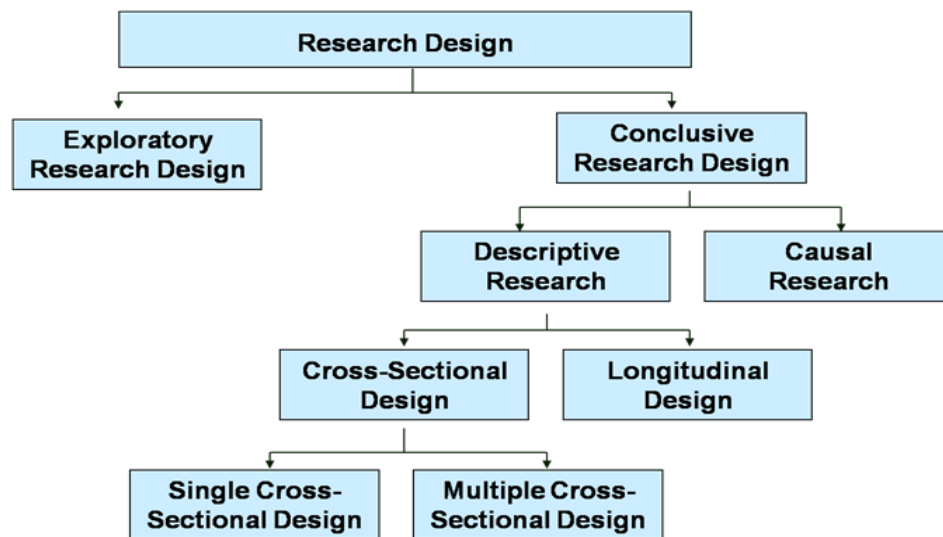 Research Design
Exploratory
Research Design
Conclusive
Research Design
Descriptive
Research
Causal
Research
Cross-Sectional
Design
Longitudinal
Design
Single Cross-
Sectional Design
Multiple Cross-
Sectional Design